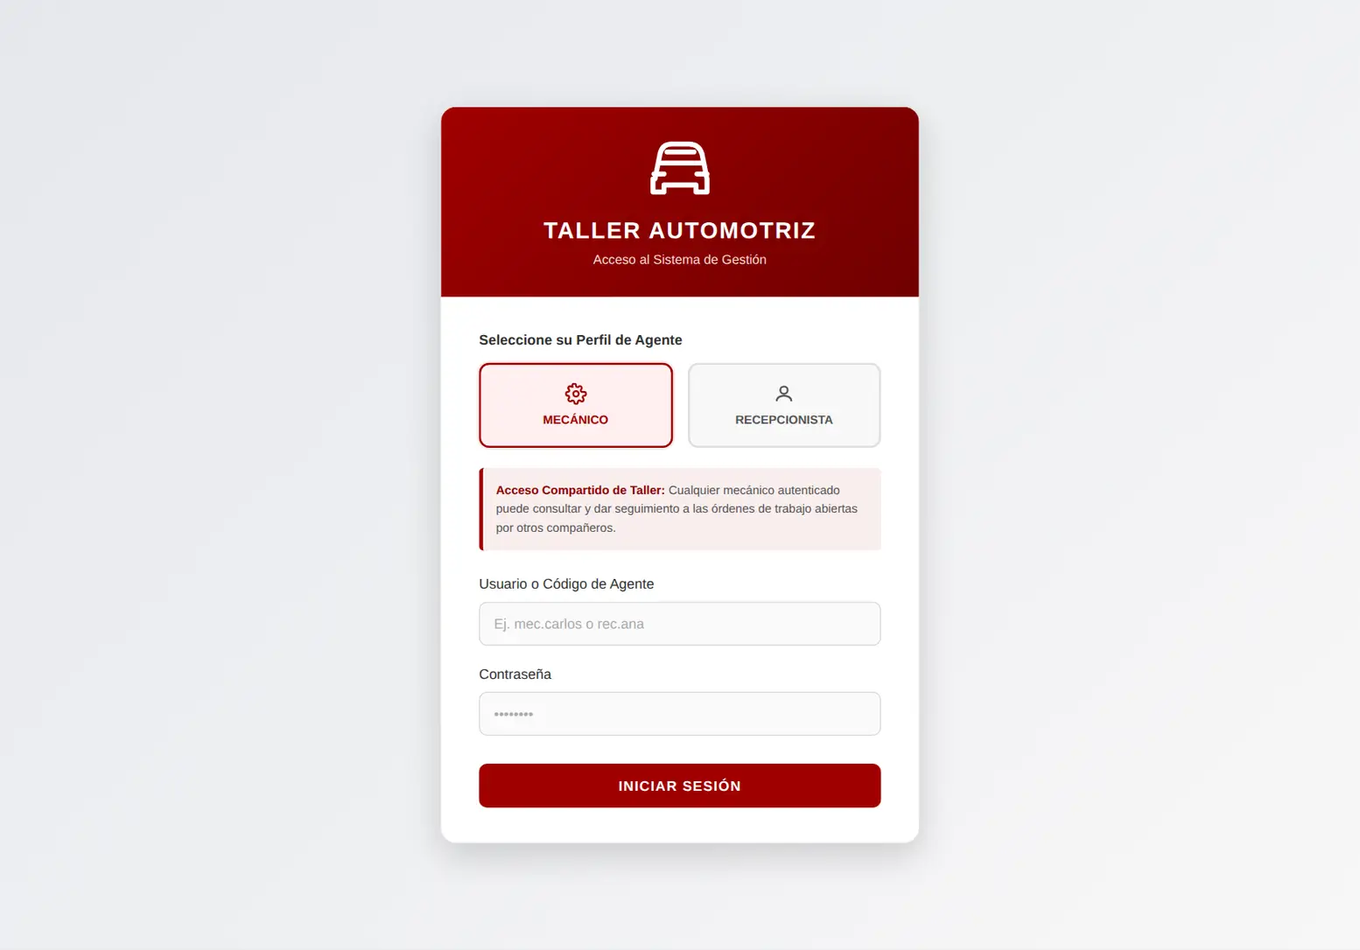 TALLER AUTOMOTRIZ
Acceso al Sistema de Gestión
Seleccione su Perfil de Agente
MECÁNICO
RECEPCIONISTA
Acceso Compartido de Taller: Cualquier mecánico autenticado
puede consultar y dar seguimiento a las órdenes de trabajo abiertas
por otros compañeros.
Usuario o Código de Agente
Ej. mec.carlos o rec.ana
Contraseña
••••••••
INICIAR SESIÓN